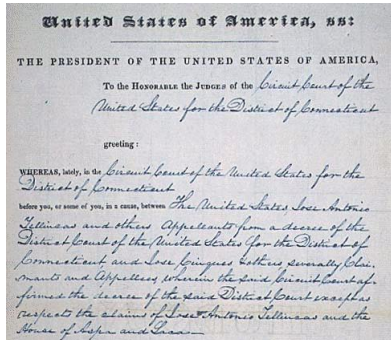 United States of America, ss:
THE PRESIDENT OF THE UNITED STATES OF AMERICA,
To the HONORABLE the JUDGES of the Circuit Court of the
United States for the District of Connecticut
greeting:
WHEREAS, lately, in the Circuit Court of the United States for the
District of Connecticut
before you, or some of you, in a cause, between The United States, Jose Antonio
Tellincas and others Appellants from a decree of the
District Court of the United States for the District of
Connecticut and Jose Cinques & others severally Clai-
mants and Appellees, wherein the said Circuit Court af-
firmed the decree of the said District Court except as
respects the claims of Jose Antonio Tellincas and the
House of Aspa and Laca